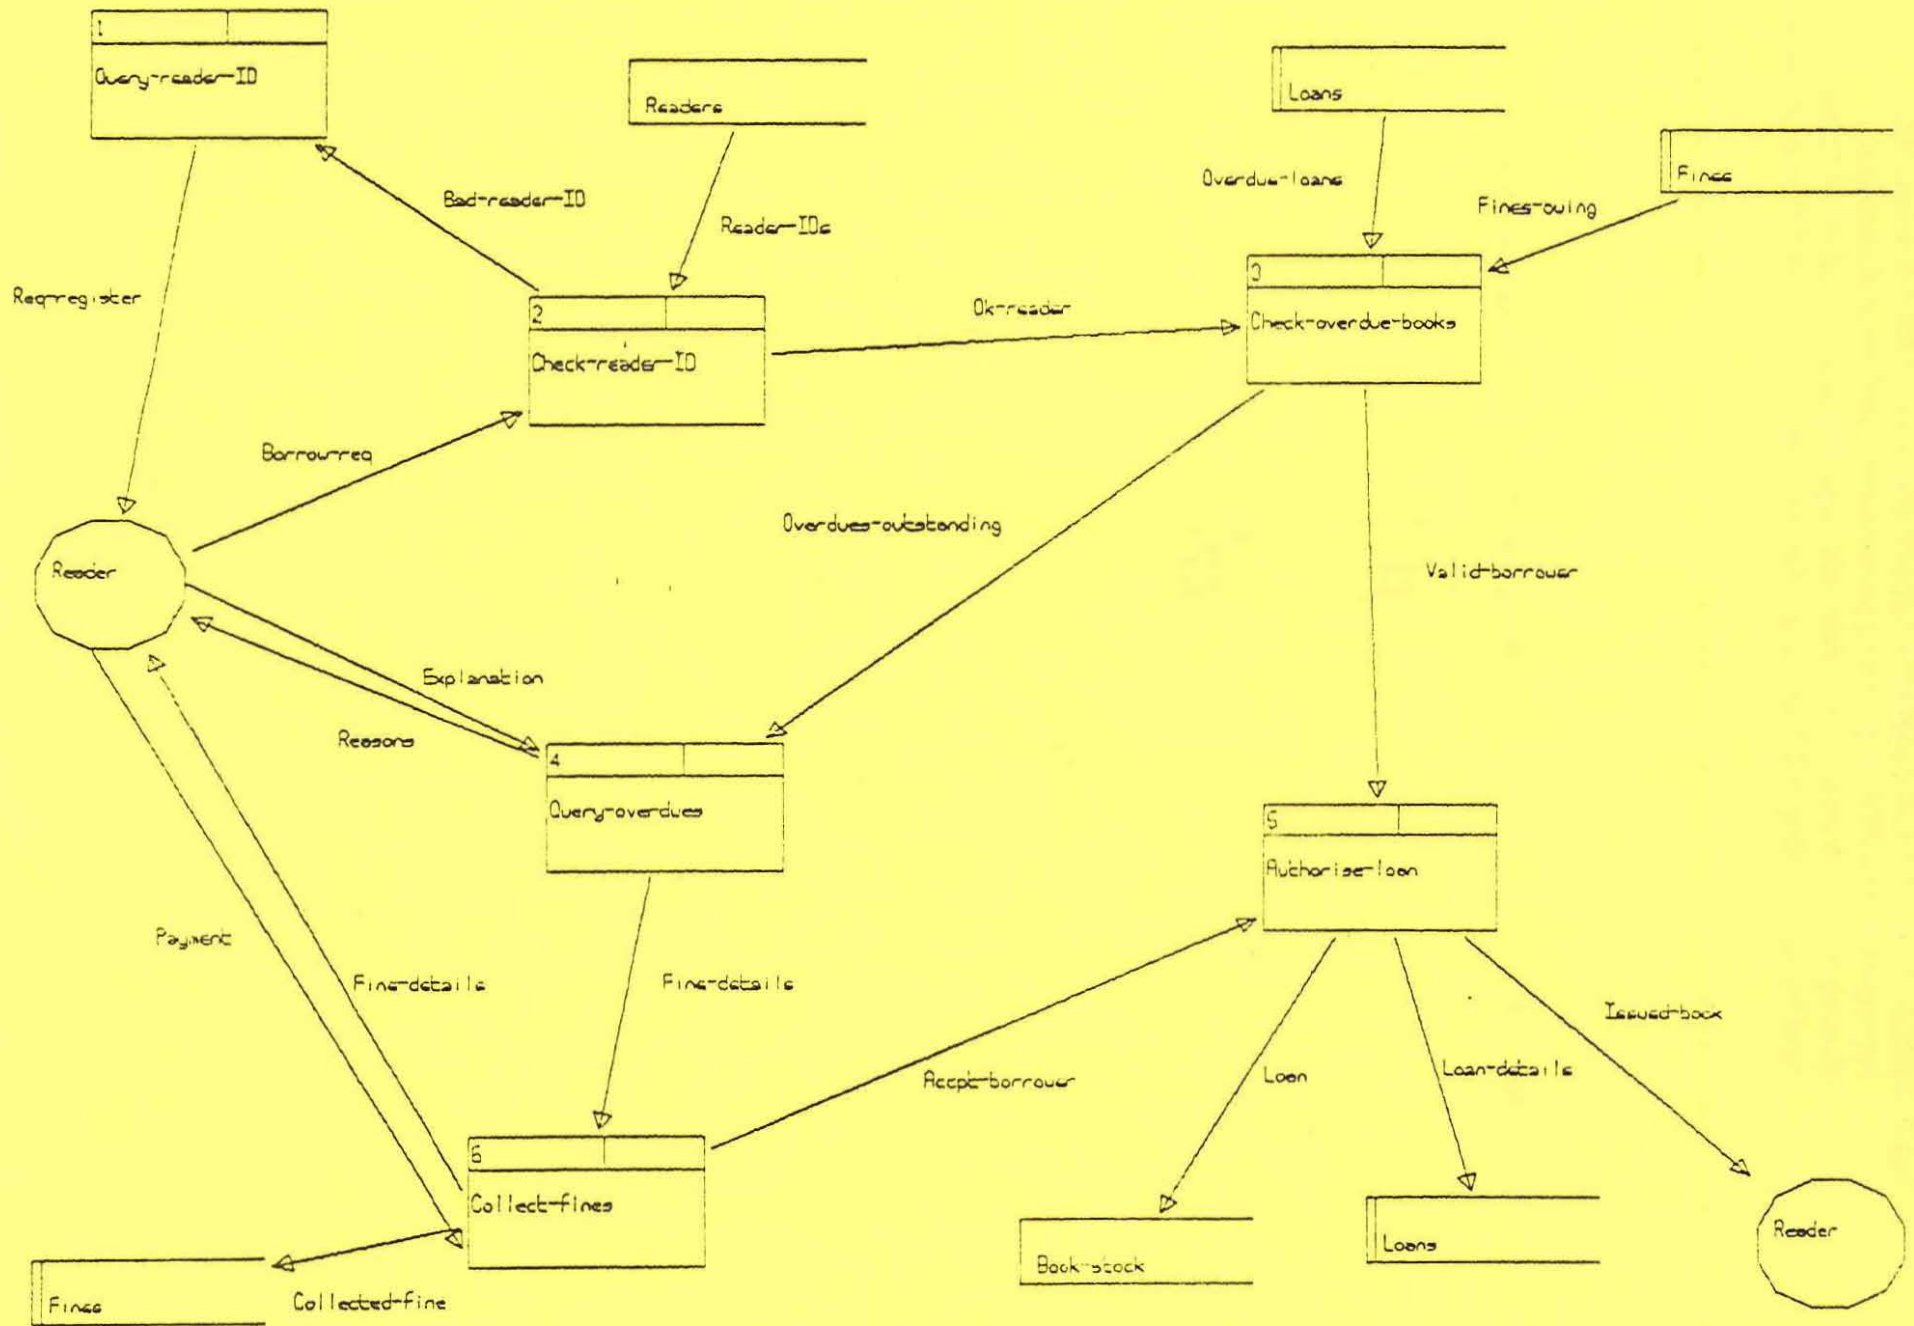 1
Query-reader-ID
Readers
Loans
Fines
Overdue-loans
Fines-owing
Bad-reader-ID
Reader-IDs
Req-register
2
Check-reader-ID
Ok-reader
3
Check-overdue-books
Borrow-req
Overdues-outstanding
Reader
Valid-borrower
Explanation
Reasons
4
Query-overdues
5
Authorise-loan
Payment
Fine-details
Fine-details
Issued-book
Accpt-borrower
Loan
Loan-details
6
Collect-fines
Book-stock
Loans
Reader
Fines
Collected-fine